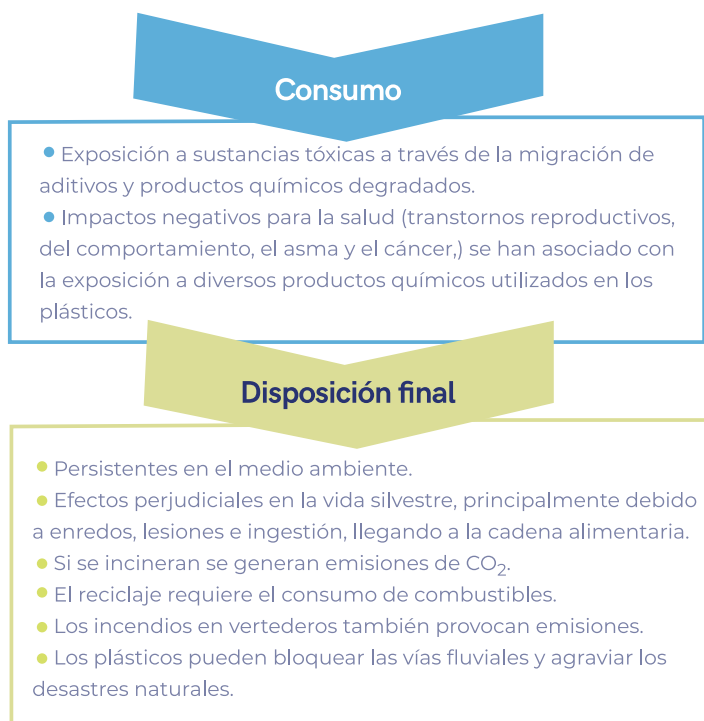 Consumo
• Exposición a sustancias tóxicas a través de la migración de
aditivos y productos químicos degradados.
• Impactos negativos para la salud (transtornos reproductivos,
del comportamiento, el asma y el cáncer,) se han asociado con
la exposición a diversos productos químicos utilizados en los
plásticos.
Disposición final
• Persistentes en el medio ambiente.
• Efectos perjudiciales en la vida silvestre, principalmente debido
a enredos, lesiones e ingestión, llegando a la cadena alimentaria.
• Si se incineran se generan emisiones de CO₂.
• El reciclaje requiere el consumo de combustibles.
• Los incendios en vertederos también provocan emisiones.
• Los plásticos pueden bloquear las vías fluviales y agraviar los
desastres naturales.